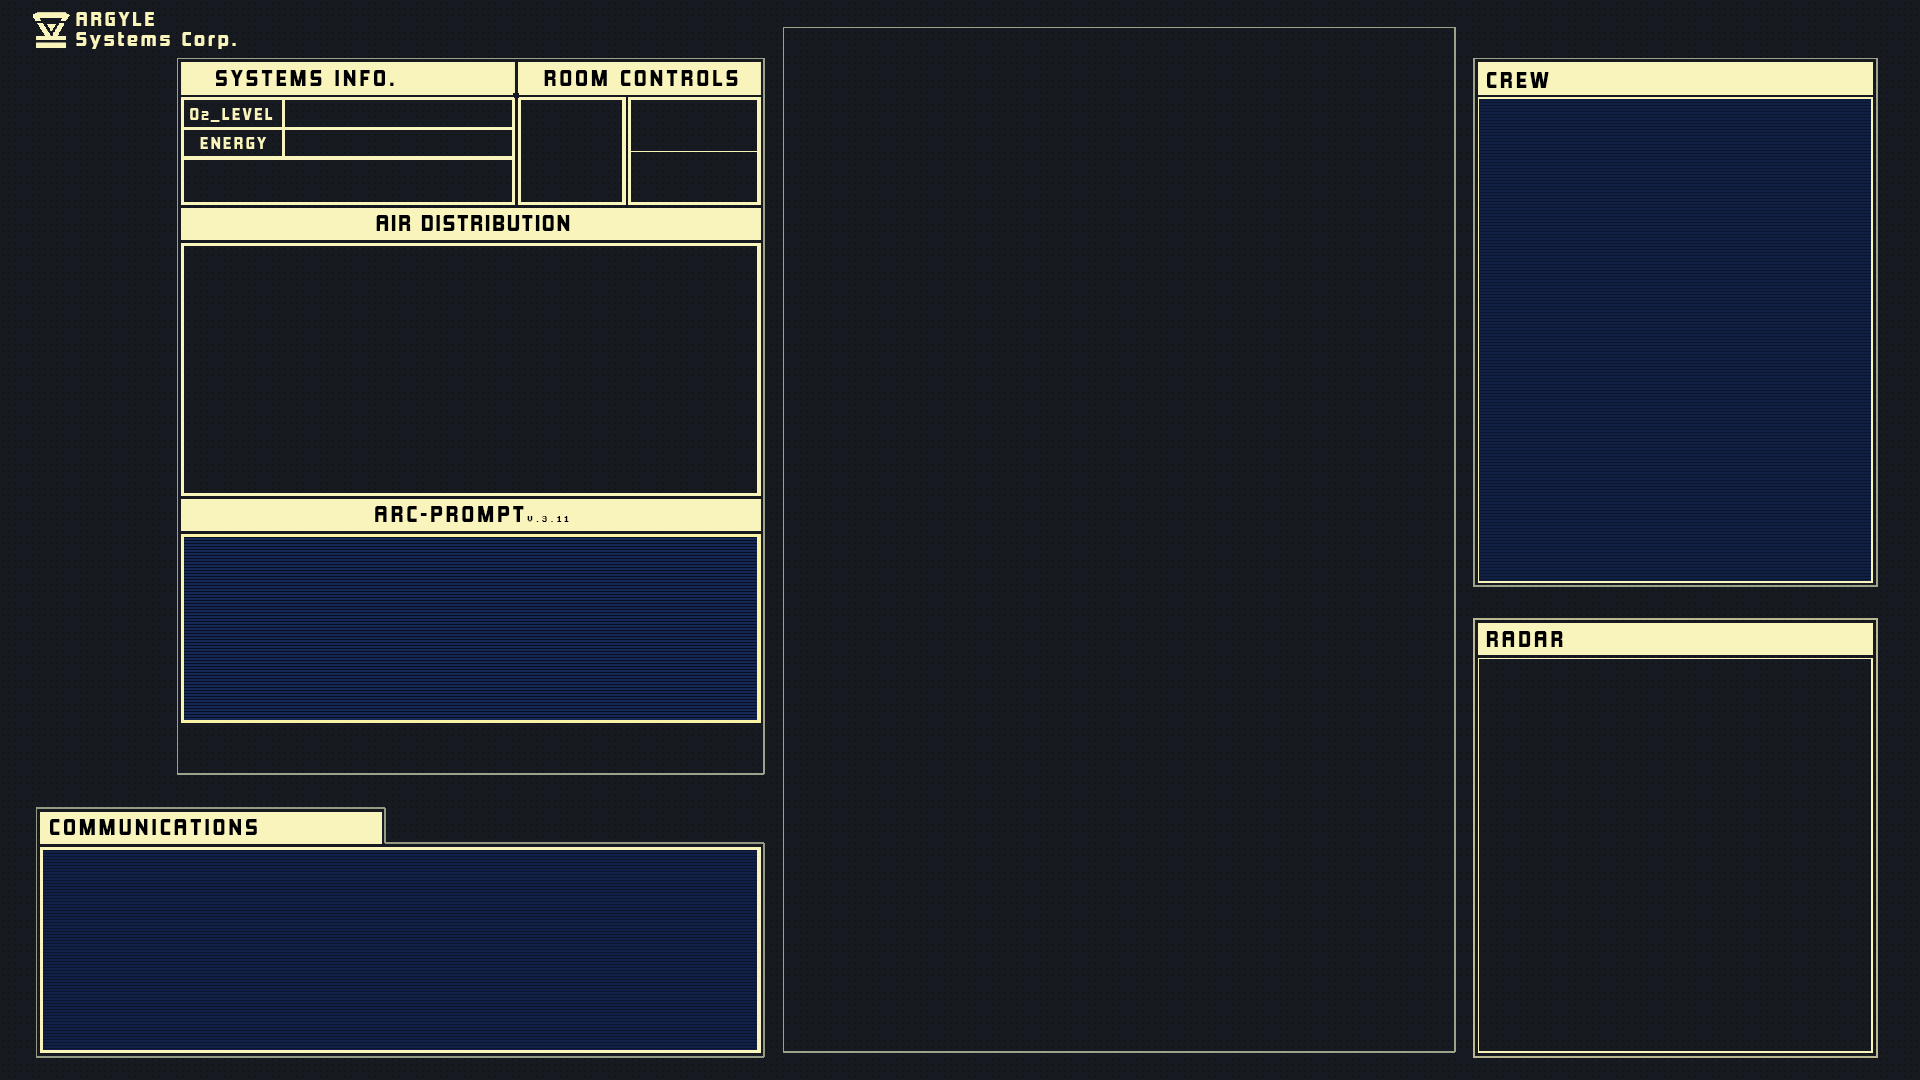 ARGYLE
Systems Corp.
SYSTEMS INFO.
ROOM CONTROLS
O2_LEVEL
ENERGY
AIR DISTRIBUTION
ARC-PROMPT v.3.11
COMMUNICATIONS
CREW
RADAR